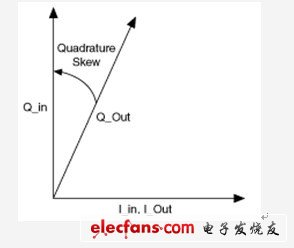 Quadrature
Skew
Q_in
Q_Out
I_in, I_Out
elecfans.com 电子发烧友